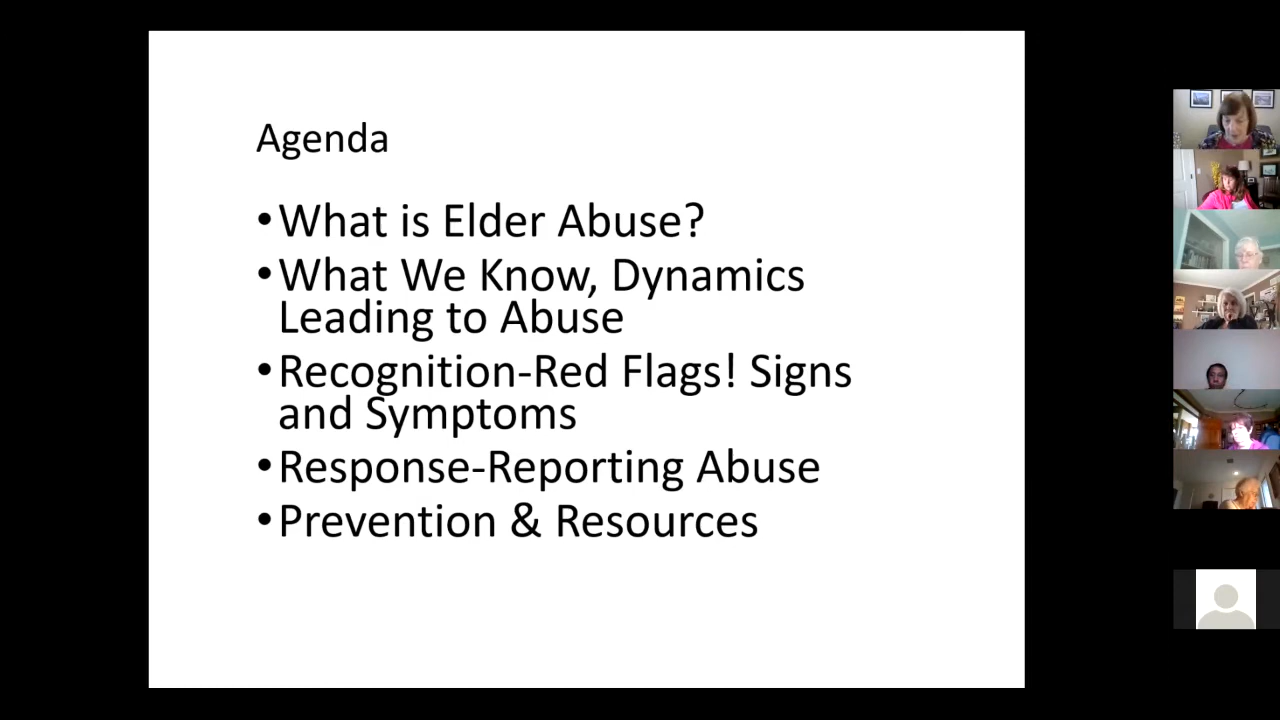 Agenda
•What is Elder Abuse?
•What We Know, Dynamics
Leading to Abuse
•Recognition-Red Flags! Signs
and Symptoms
•Response-Reporting Abuse
•Prevention & Resources